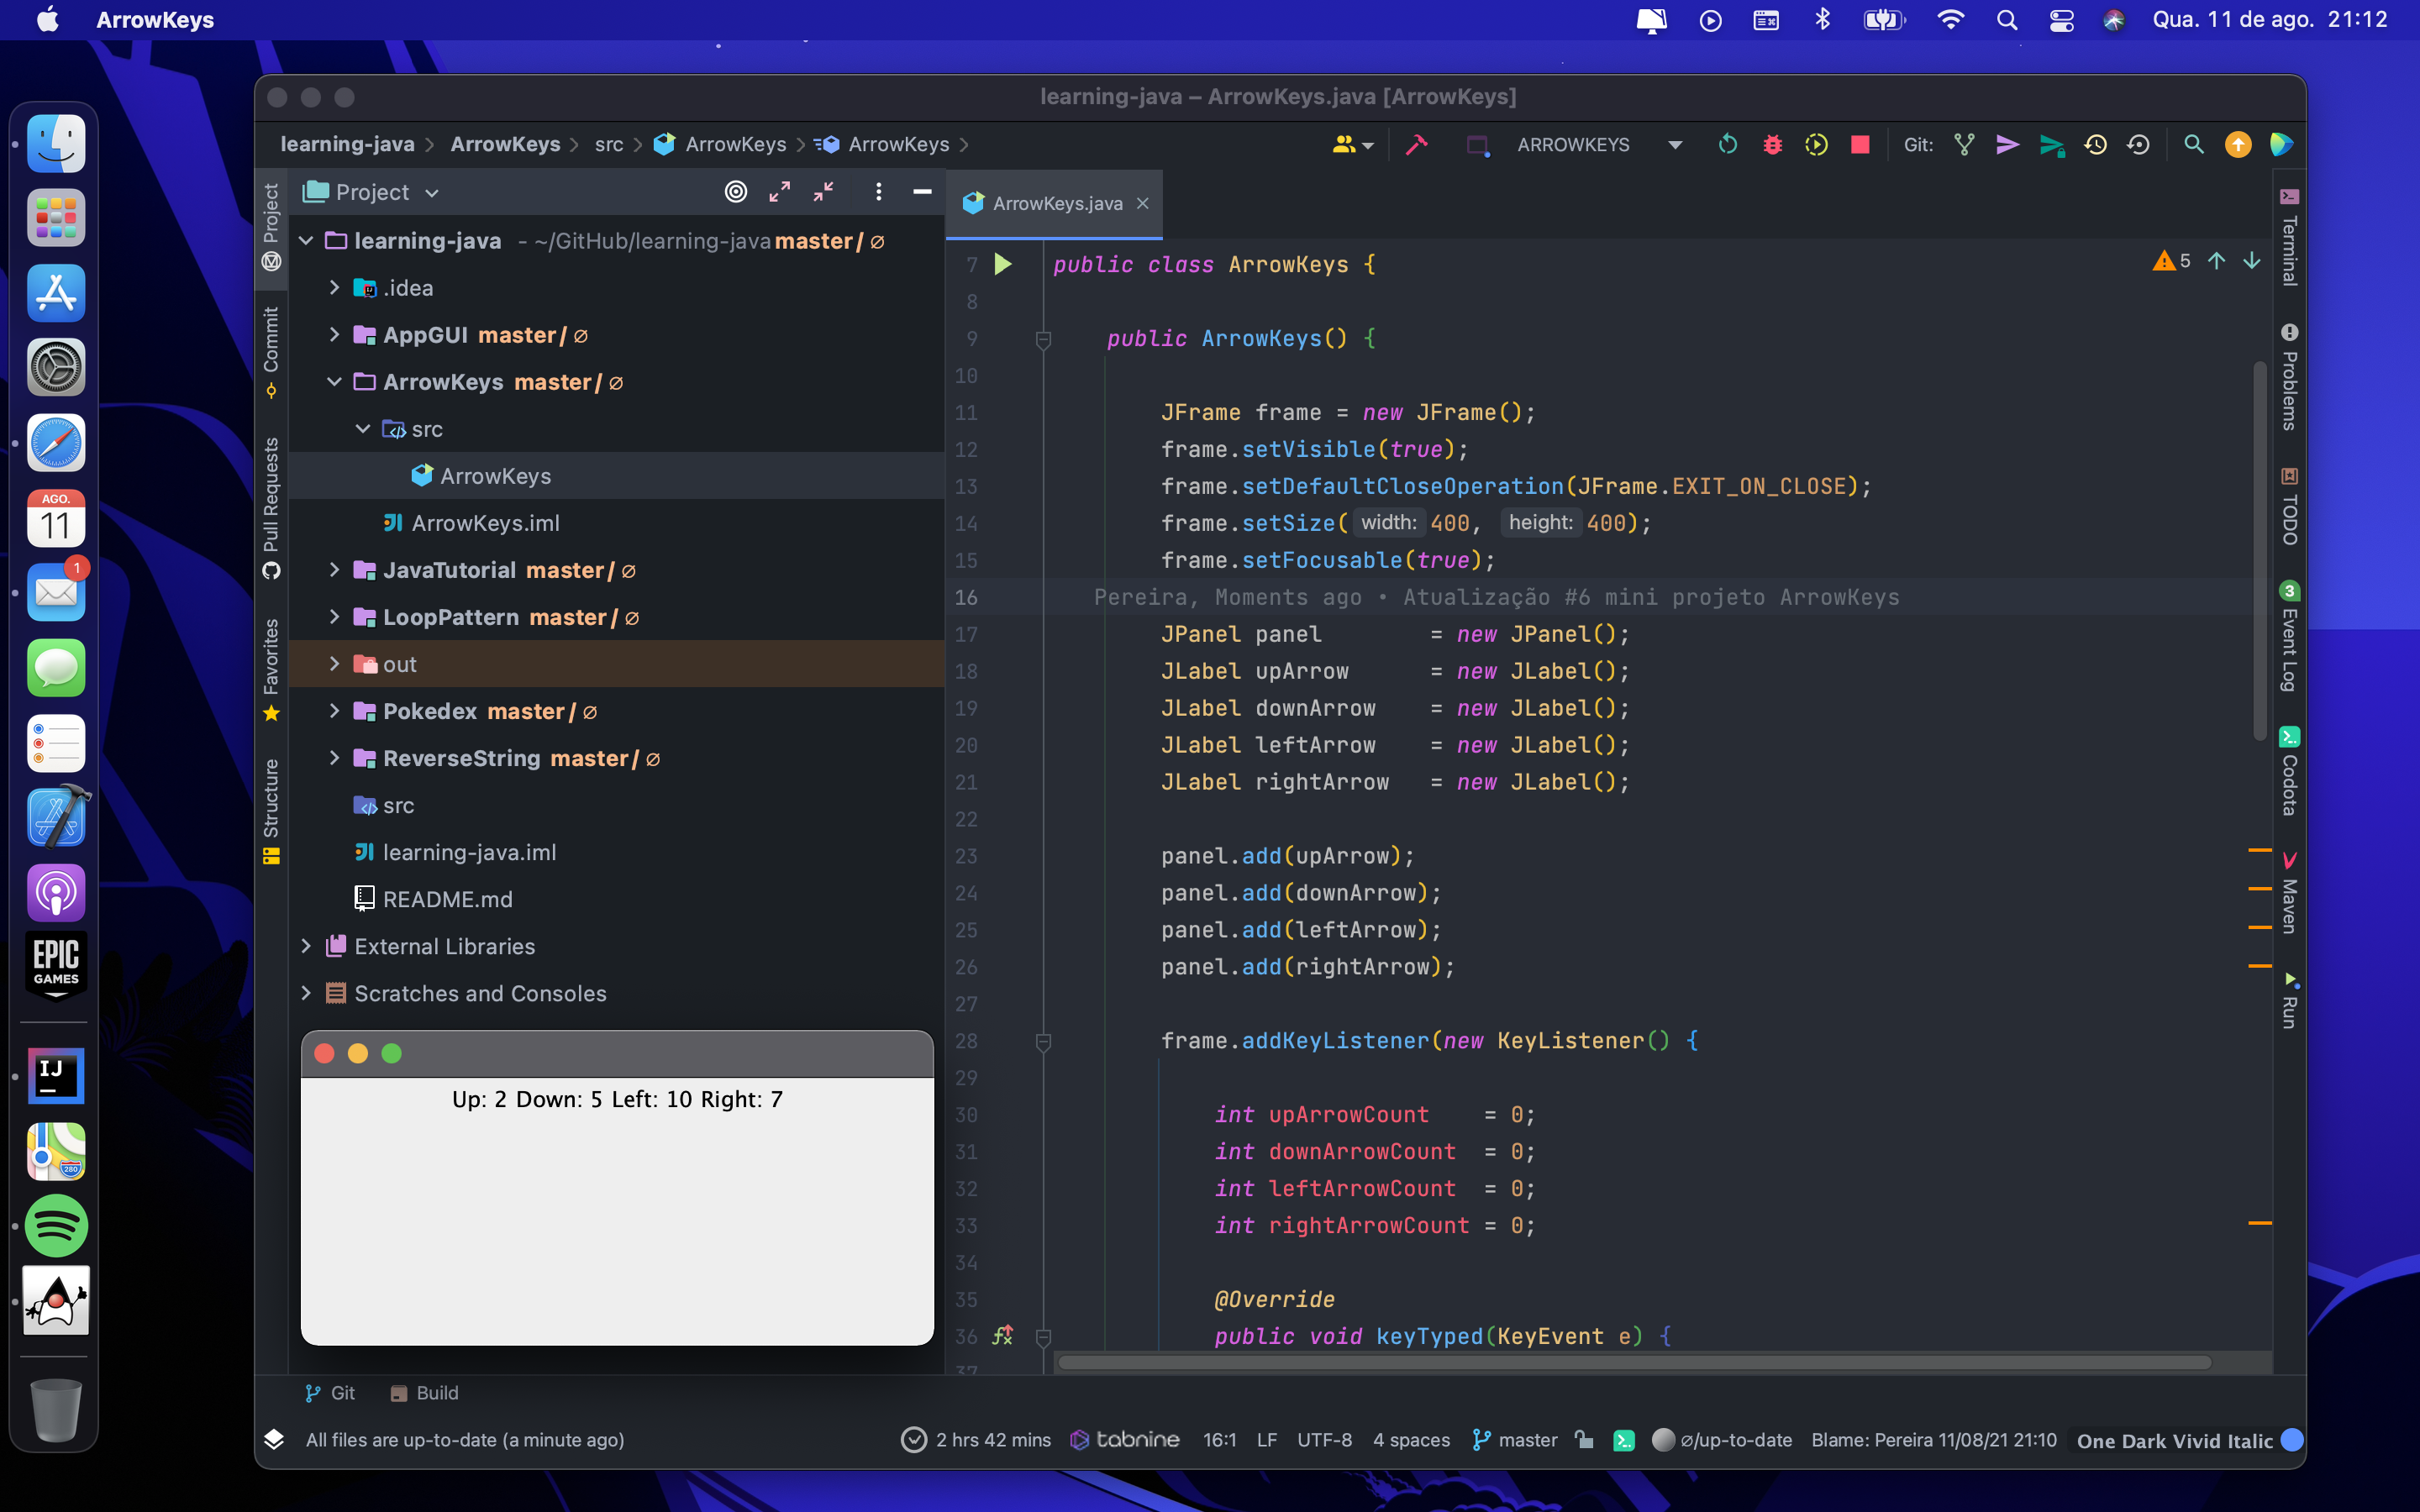 ArrowKeys
Qua. 11 de ago. 21:12
learning-java – ArrowKeys.java [ArrowKeys]
learning-java
ArrowKeys
src
ArrowKeys
ArrowKeys
ARROWKEYS
Git:
Project
Commit
Pull Requests
Favorites
Structure
Project
learning-java - ~/GitHub/learning-java master / ∅
.idea
AppGUI master / ∅
ArrowKeys master / ∅
src
ArrowKeys
ArrowKeys.iml
JavaTutorial master / ∅
LoopPattern master / ∅
out
Pokedex master / ∅
ReverseString master / ∅
src
learning-java.iml
README.md
External Libraries
Scratches and Consoles
Up: 2 Down: 5 Left: 10 Right: 7
ArrowKeys.java
5
7 public class ArrowKeys {
8
9 public ArrowKeys() {
10
11 JFrame frame = new JFrame();
12 frame.setVisible(true);
13 frame.setDefaultCloseOperation(JFrame.EXIT_ON_CLOSE);
14 frame.setSize( width: 400, height: 400);
15 frame.setFocusable(true);
16 Pereira, Moments ago • Atualização #6 mini projeto ArrowKeys
17 JPanel panel = new JPanel();
18 JLabel upArrow = new JLabel();
19 JLabel downArrow = new JLabel();
20 JLabel leftArrow = new JLabel();
21 JLabel rightArrow = new JLabel();
22
23 panel.add(upArrow);
24 panel.add(downArrow);
25 panel.add(leftArrow);
26 panel.add(rightArrow);
27
28 frame.addKeyListener(new KeyListener() {
29
30 int upArrowCount = 0;
31 int downArrowCount = 0;
32 int leftArrowCount = 0;
33 int rightArrowCount = 0;
34
35 @Override
36 public void keyTyped(KeyEvent e) {
37
Terminal
Problems
TODO
3
Event Log
Codota
Maven
Run
Git
Build
All files are up-to-date (a minute ago)
2 hrs 42 mins
tabnine
16:1
LF
UTF-8
4 spaces
master
∅/up-to-date
Blame: Pereira 11/08/21 21:10
One Dark Vivid Italic
AGO.
11
1
EPIC
GAMES
IJ
280